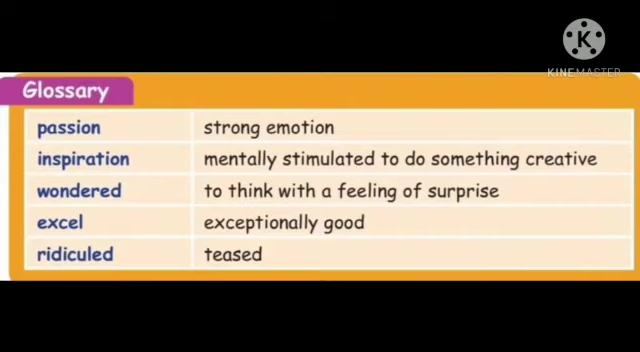 K
KINEMASTER
Glossary
passion strong emotion
inspiration mentally stimulated to do something creative
wondered to think with a feeling of surprise
excel exceptionally good
ridiculed teased